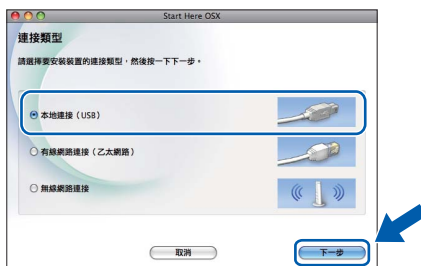 Start Here OSX
連接類型
請選擇要安裝裝置的連接類型，然後按一下下一步。
本地連接（USB）
有線網路連接（乙太網路）
無線網路連接
取消
下一步